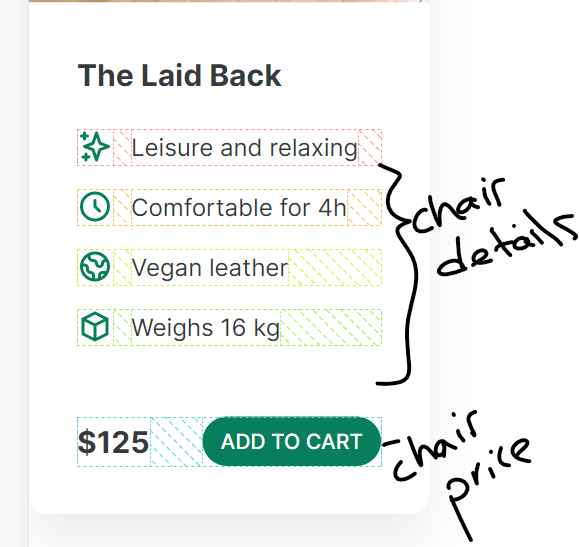 The Laid Back
Leisure and relaxing
Comfortable for 4h
Vegan leather
Weighs 16 kg
chair
details
$125 ADD TO CART
chair
price